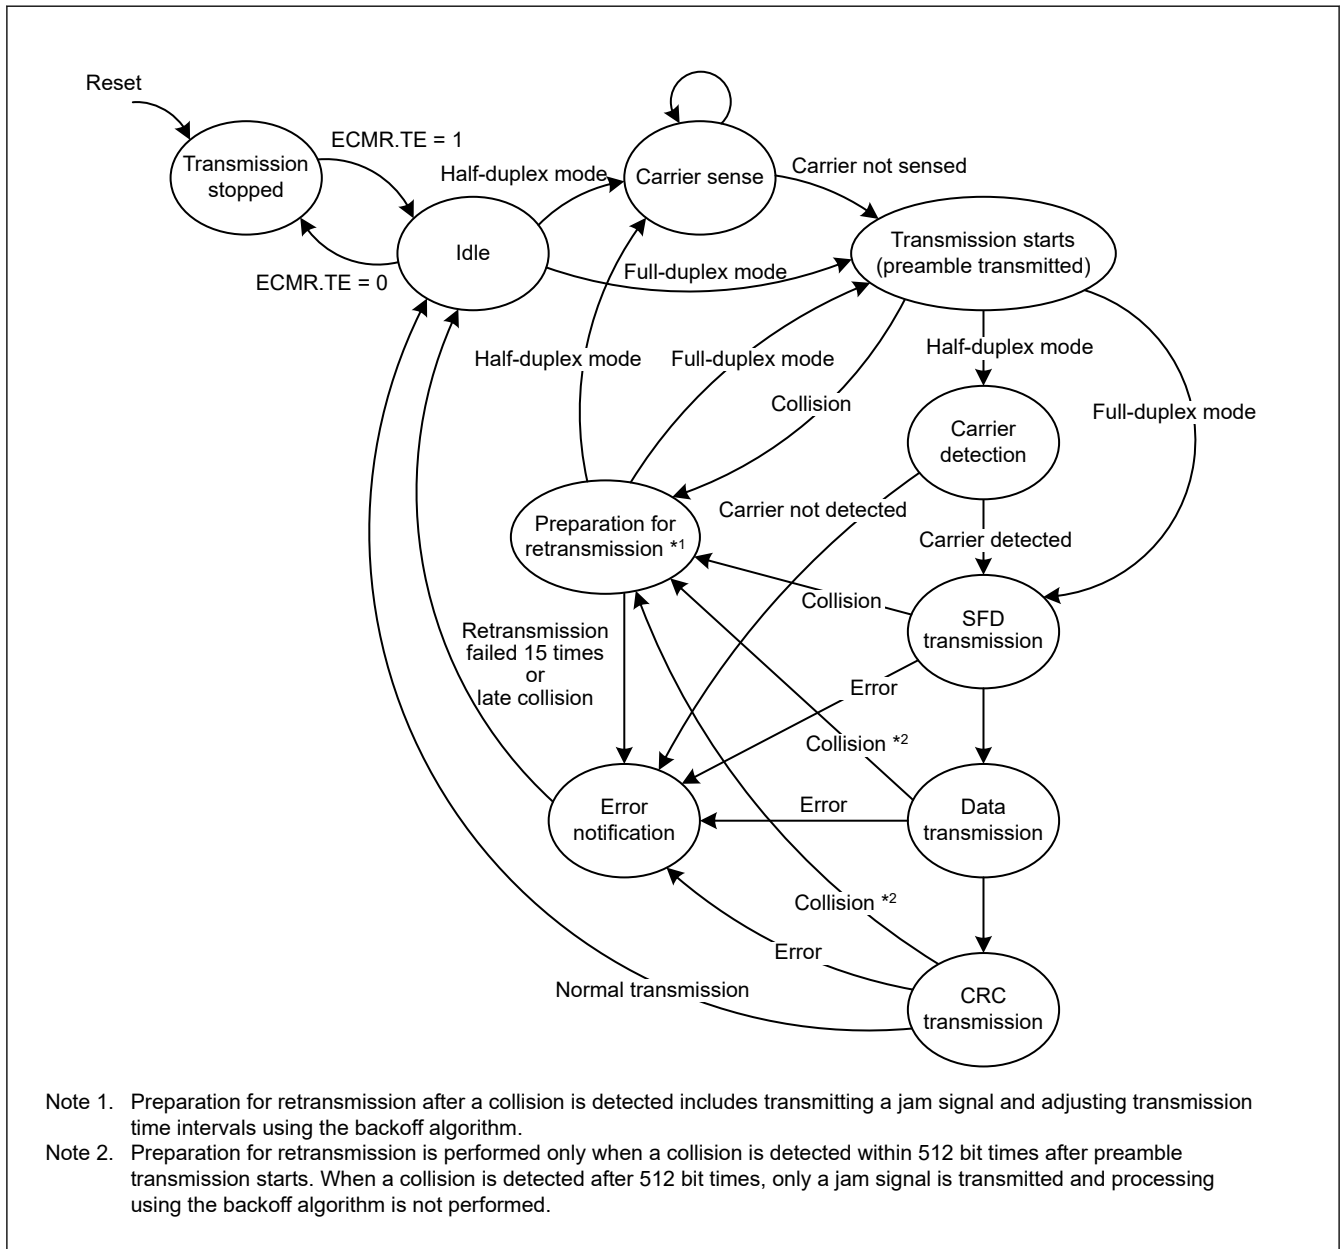 Reset
Transmission
stopped
ECMR.TE = 1
ECMR.TE = 0
Idle
Half-duplex mode
Carrier sense
Carrier not sensed
Full-duplex mode
Transmission starts
(preamble transmitted)
Half-duplex mode
Full-duplex mode
Collision
Half-duplex mode
Full-duplex mode
Carrier
detection
Carrier not detected
Carrier detected
Preparation for
retransmission *1
Collision
SFD
transmission
Retransmission
failed 15 times
or
late collision
Error
Collision *2
Error
notification
Error
Data
transmission
Collision *2
Error
Normal transmission
CRC
transmission
Note 1. Preparation for retransmission after a collision is detected includes transmitting a jam signal and adjusting transmission
time intervals using the backoff algorithm.
Note 2. Preparation for retransmission is performed only when a collision is detected within 512 bit times after preamble
transmission starts. When a collision is detected after 512 bit times, only a jam signal is transmitted and processing
using the backoff algorithm is not performed.